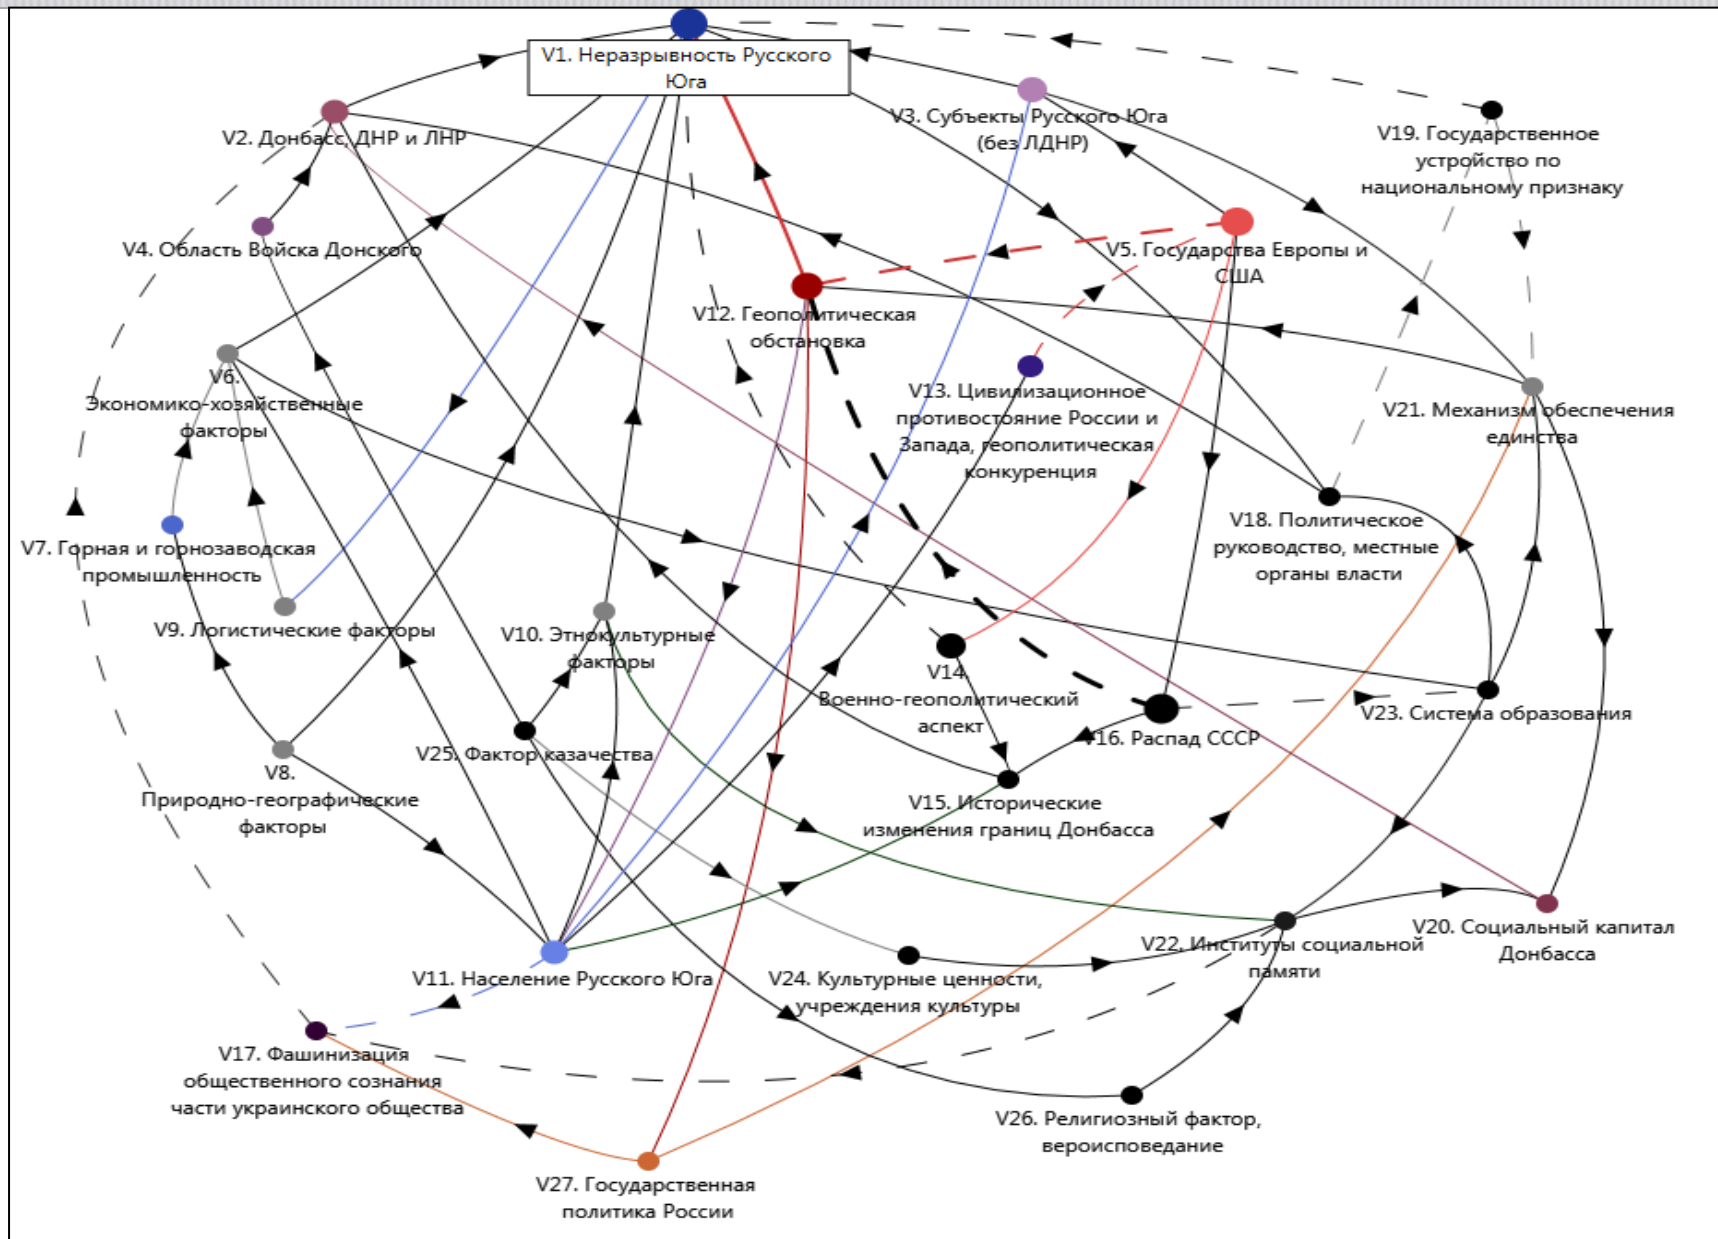 V1. Неразрывность Русского
Юга
V2. Донбасс, ДНР и ЛНР
V3. Субъекты Русского Юга
(без ЛДНР)
V19. Государственное
устройство по
национальному признаку
V4. Область Войска Донского
V5. Государства Европы и
США
V12. Геополитическая
обстановка
V6.
Экономико-хозяйственные
факторы
V13. Цивилизационное
противостояние России и
Запада, геополитическая
конкуренция
V21. Механизм обеспечения
единства
V7. Горная и горнозаводская
промышленность
V18. Политическое
руководство, местные
органы власти
V9. Логистические факторы
V10. Этнокультурные
факторы
V14.
Военно-геополитический
аспект
V23. Система образования
V25. Фактор казачества
V16. Распад СССР
V8.
Природно-географические
факторы
V15. Исторические
изменения границ Донбасса
V11. Население Русского Юга
V24. Культурные ценности,
учреждения культуры
V22. Институты социальной
памяти
V20. Социальный капитал
Донбасса
V17. Фашинизация
общественного сознания
части украинского общества
V26. Религиозный фактор,
вероисповедание
V27. Государственная
политика России